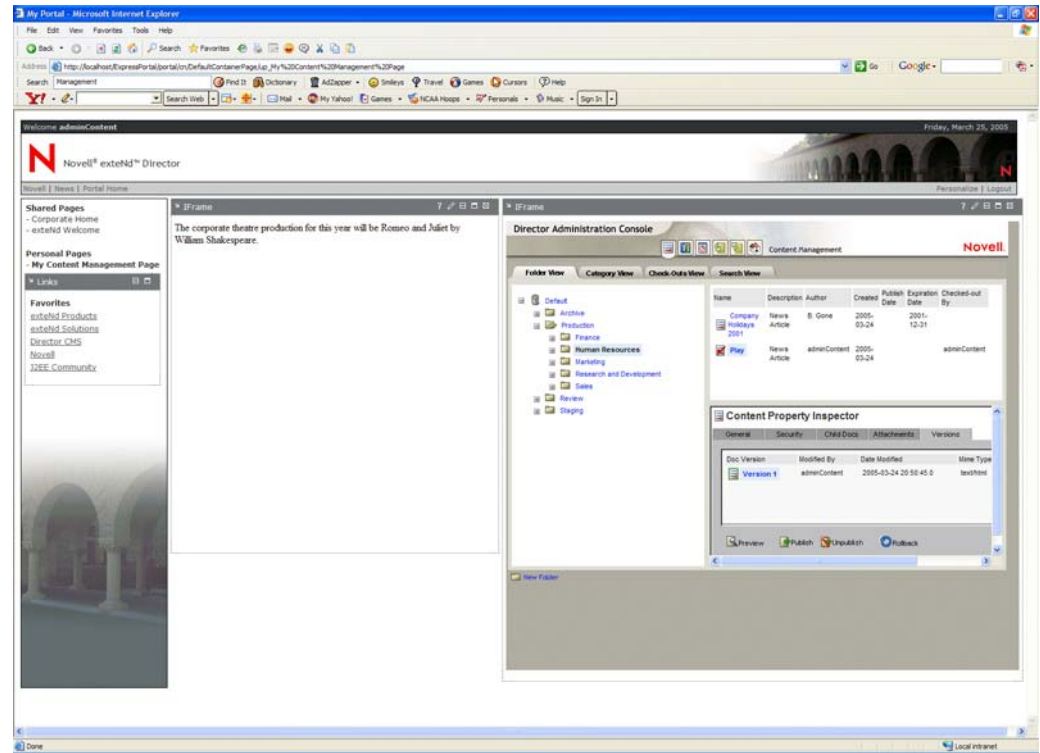 My Portal - Microsoft Internet Explorer
File Edit View Favorites Tools Help
Back Search Favorites
Address http://localhost/ExpressPortal/portal/cn/DefaultContainerPage/up_My%20Content%20Management%20Page Go Google
Search Management Find It Dictionary AdZapper Smileys Travel Games Cursors Help
Y! Search Web Mail My Yahoo! Games NCAA Hoops Personals Music Sign In
Welcome adminContent Friday, March 25, 2005
N Novell® exteNd™ Director N
Novell | News | Portal Home Personalize | Logout
Shared Pages
- Corporate Home
- exteNd Welcome
Personal Pages
- My Content Management Page
Links
Favorites
exteNd Products
exteNd Solutions
Director CMS
Novell
J2EE Community
IFrame
The corporate theatre production for this year will be Romeo and Juliet by
William Shakespeare.
IFrame
Director Administration Console
Content Management Novell
Folder View Category View Check-Outs View Search View
Default
Archive
Production
Finance
Human Resources
Marketing
Research and Development
Sales
Review
Staging
New Folder
Name Description Author Created Publish Date Expiration Date Checked-out By
Company Holidays 2001 News Article B. Gone 2005-03-24 2001-12-31
Play News Article adminContent 2005-03-24 adminContent
Content Property Inspector
General Security Child Docs Attachments Versions
Doc Version Modified By Date Modified Mime Type
Version 1 adminContent 2005-03-24 20:50:45.0 text/html
Preview Publish Unpublish Rollback
Done Local intranet